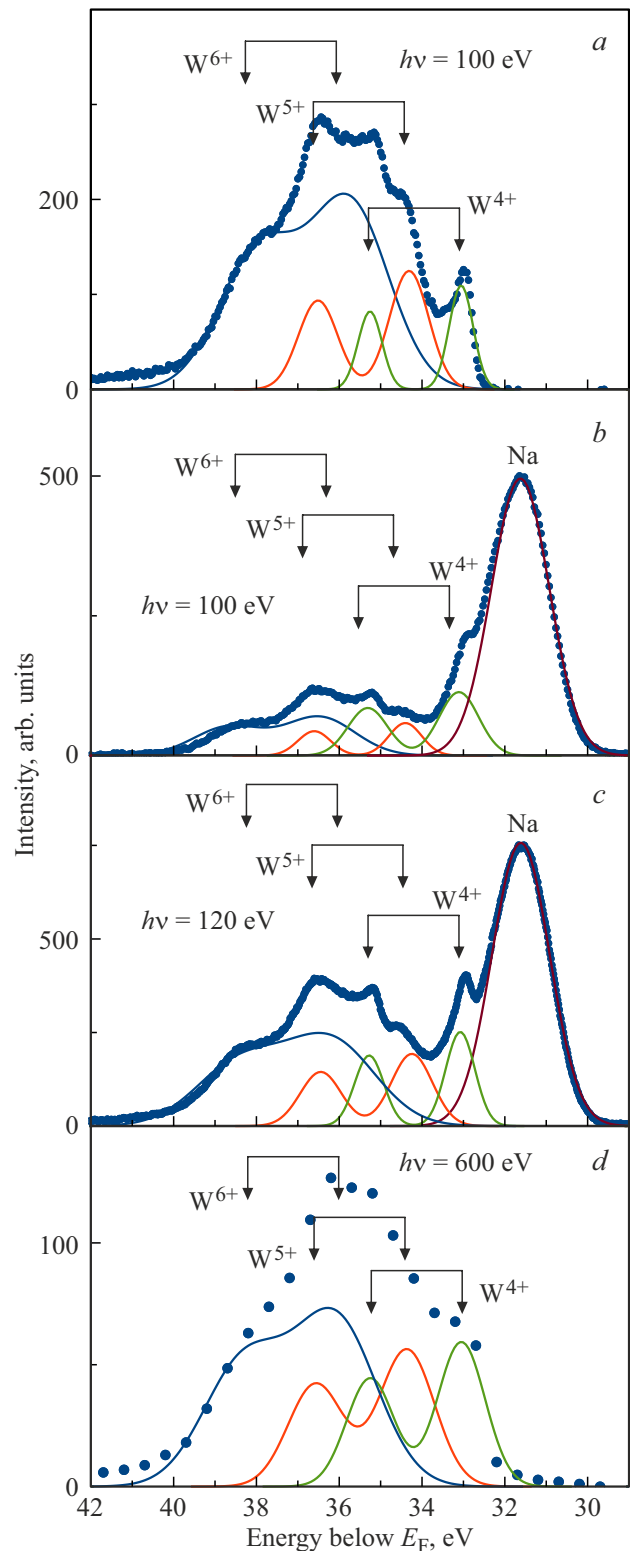 a
W6+
hν = 100 eV
W5+
200
W4+
0
b
Na
W6+
500
W5+
W4+
hν = 100 eV
0
c
W6+
Na
W5+
W4+
hν = 120 eV
500
0
d
hν = 600 eV
W6+
100
W5+
W4+
0
42 40 38 36 34 32 30
Energy below EF, eV
Intensity, arb. units